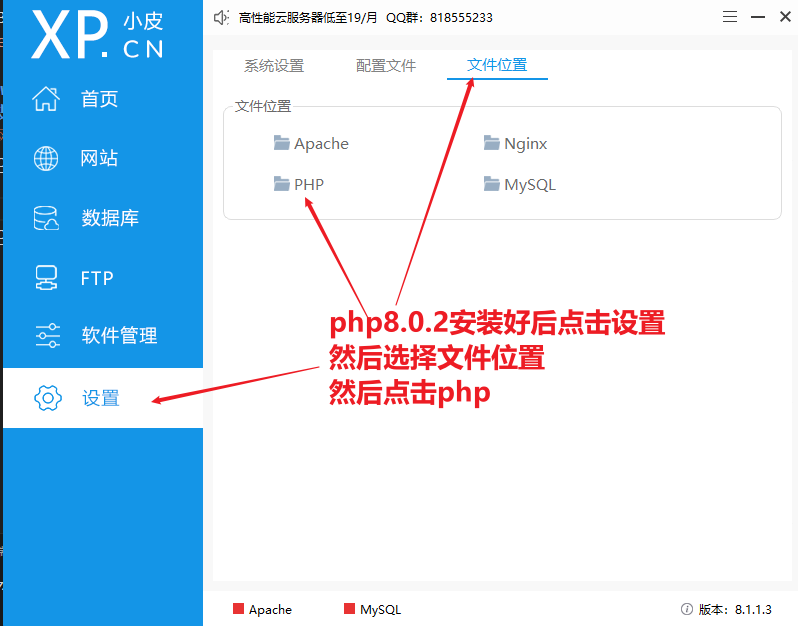 XP. 小皮
CN
高性能云服务器低至19/月 QQ群：818555233
首页
网站
数据库
FTP
软件管理
设置
系统设置 配置文件 文件位置
文件位置
Apache Nginx
PHP MySQL
php8.0.2安装好后点击设置
然后选择文件位置
然后点击php
Apache MySQL 版本：8.1.1.3